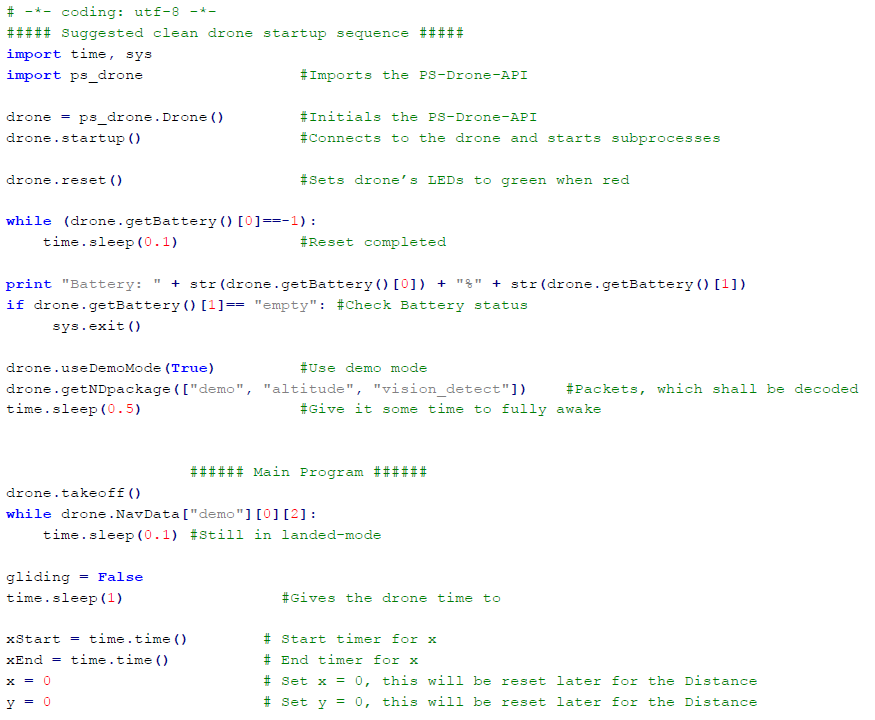 # -*- coding: utf-8 -*-
##### Suggested clean drone startup sequence #####
import time, sys
import ps_drone                 #Imports the PS-Drone-API
drone = ps_drone.Drone()        #Initials the PS-Drone-API
drone.startup()                 #Connects to the drone and starts subprocesses
drone.reset()                   #Sets drone’s LEDs to green when red
while (drone.getBattery()[0]==-1):
    time.sleep(0.1)             #Reset completed
print "Battery: " + str(drone.getBattery()[0]) + "%" + str(drone.getBattery()[1])
if drone.getBattery()[1]== "empty": #Check Battery status
     sys.exit()
drone.useDemoMode(True)         #Use demo mode
drone.getNDpackage(["demo", "altitude", "vision_detect"])    #Packets, which shall be decoded
time.sleep(0.5)                 #Give it some time to fully awake
                    ###### Main Program ######
drone.takeoff()
while drone.NavData["demo"][0][2]:
    time.sleep(0.1) #Still in landed-mode
gliding = False
time.sleep(1)                 #Gives the drone time to
xStart = time.time()        # Start timer for x
xEnd = time.time()          # End timer for x
x = 0                       # Set x = 0, this will be reset later for the Distance
y = 0                       # Set y = 0, this will be reset later for the Distance